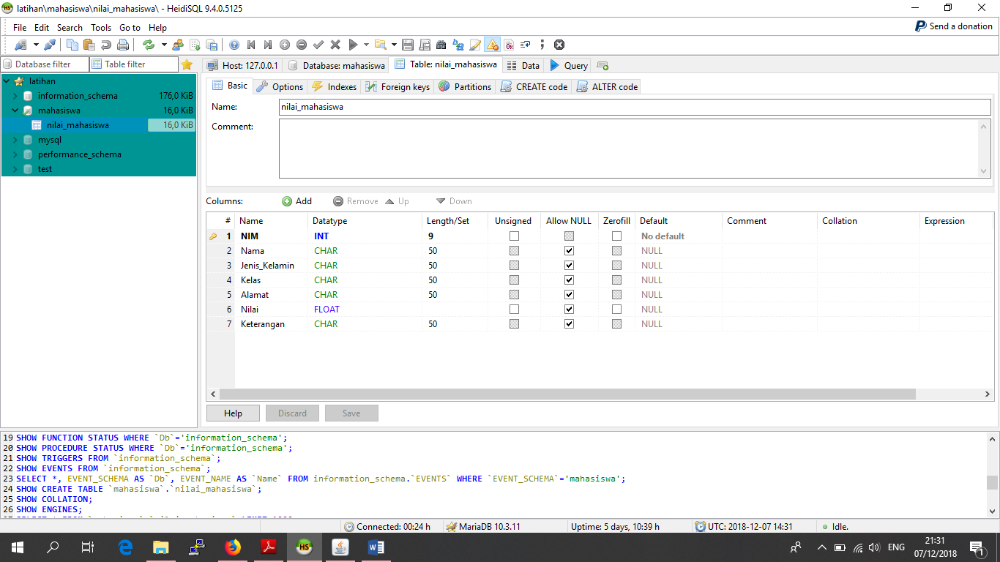 latihan\mahasiswa\nilai_mahasiswa\ - HeidiSQL 9.4.0.5125
File Edit Search Tools Go to Help
Send a donation
Database filter Table filter
Host: 127.0.0.1 Database: mahasiswa Table: nilai_mahasiswa Data Query
latihan
information_schema 176,0 KiB
mahasiswa 16,0 KiB
nilai_mahasiswa 16,0 KiB
mysql
performance_schema
test
Basic Options Indexes Foreign keys Partitions CREATE code ALTER code
Name: nilai_mahasiswa
Comment:
Columns: Add Remove Up Down
# Name Datatype Length/Set Unsigned Allow NULL Zerofill Default Comment Collation Expression
1 NIM INT 9 No default
2 Nama CHAR 50 NULL
3 Jenis_Kelamin CHAR 50 NULL
4 Kelas CHAR 50 NULL
5 Alamat CHAR 50 NULL
6 Nilai FLOAT NULL
7 Keterangan CHAR 50 NULL
Help Discard Save
19 SHOW FUNCTION STATUS WHERE `Db`='information_schema';
20 SHOW PROCEDURE STATUS WHERE `Db`='information_schema';
21 SHOW TRIGGERS FROM `information_schema`;
22 SHOW EVENTS FROM `information_schema`;
23 SELECT *, EVENT_SCHEMA AS `Db`, EVENT_NAME AS `Name` FROM information_schema.`EVENTS` WHERE `EVENT_SCHEMA`='mahasiswa';
24 SHOW CREATE TABLE `mahasiswa`.`nilai_mahasiswa`;
25 SHOW COLLATION;
26 SHOW ENGINES;
Connected: 00:24 h MariaDB 10.3.11 Uptime: 5 days, 10:39 h UTC: 2018-12-07 14:31 Idle.
ENG 21:31
07/12/2018
1